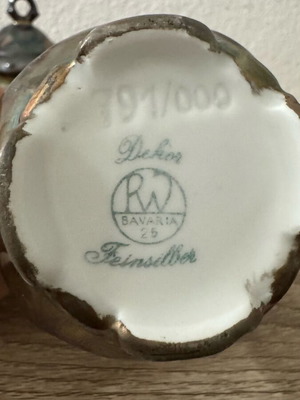 791/000
Dekor
RW
BAVARIA
25
Feinsilber